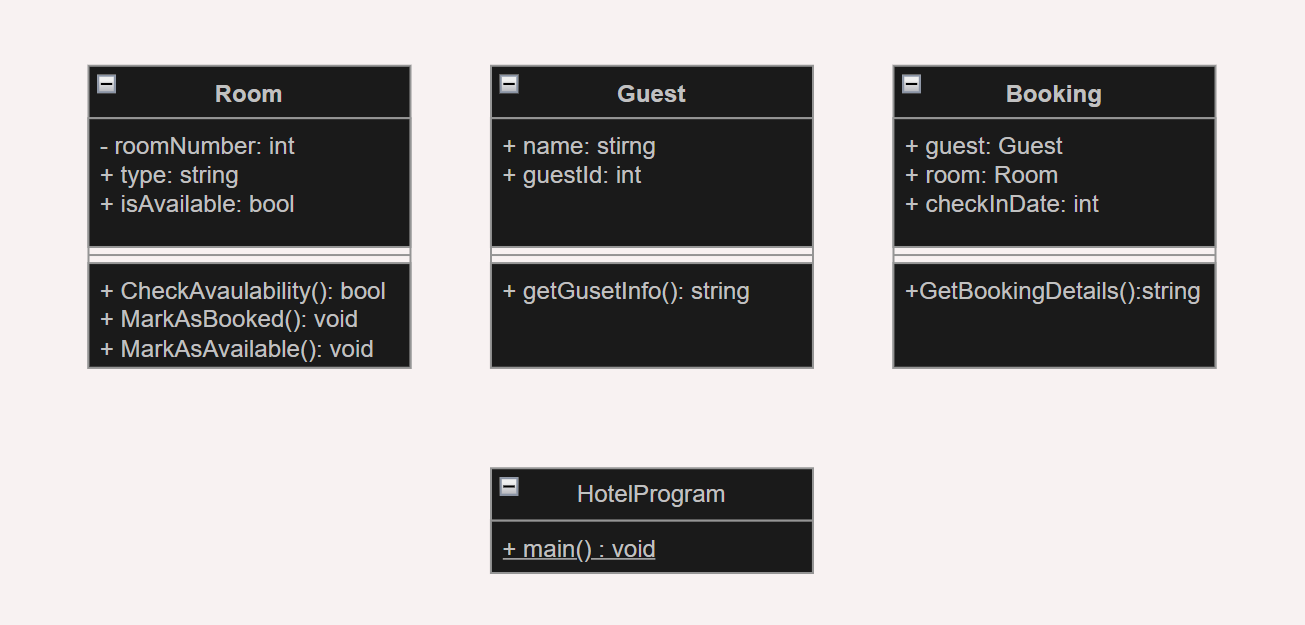 Room
- roomNumber: int
+ type: string
+ isAvailable: bool
+ CheckAvaulability(): bool
+ MarkAsBooked(): void
+ MarkAsAvailable(): void
Guest
+ name: stirng
+ guestId: int
+ getGusetInfo(): string
Booking
+ guest: Guest
+ room: Room
+ checkInDate: int
+GetBookingDetails():string
HotelProgram
+ main() : void